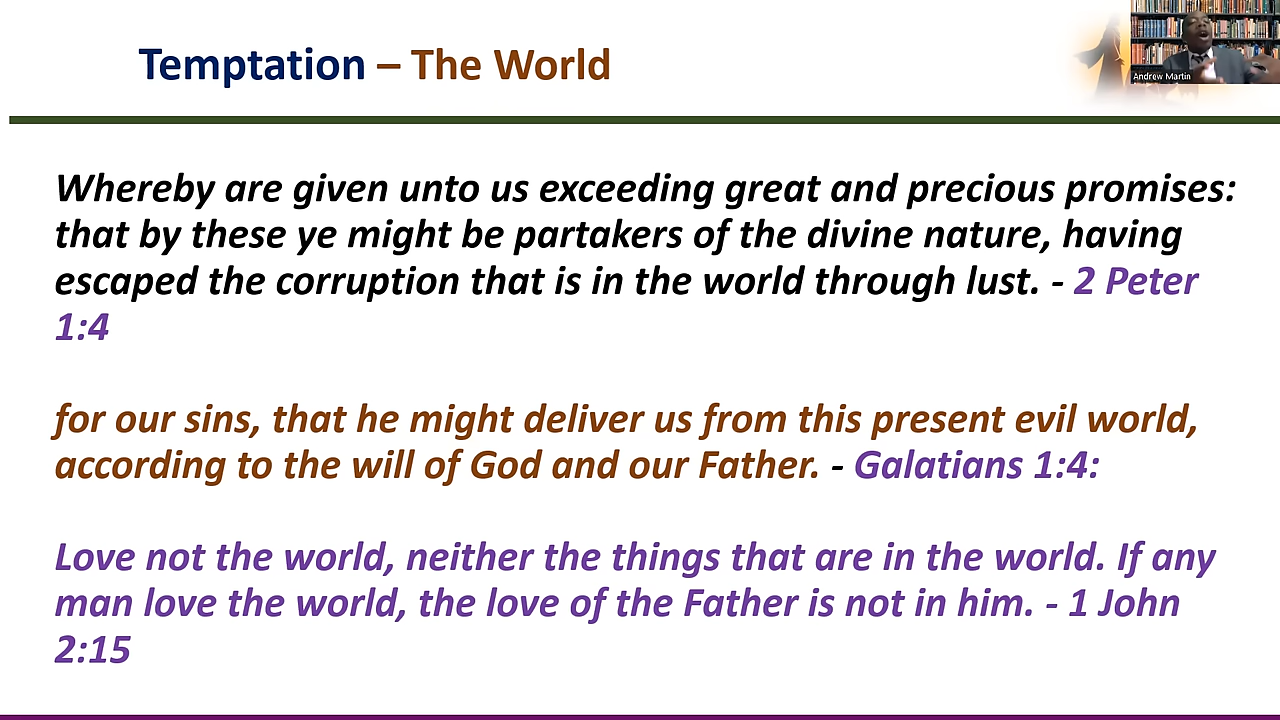 Temptation – The World
Andrew Martin
Whereby are given unto us exceeding great and precious promises:
that by these ye might be partakers of the divine nature, having
escaped the corruption that is in the world through lust. - 2 Peter
1:4
for our sins, that he might deliver us from this present evil world,
according to the will of God and our Father. - Galatians 1:4:
Love not the world, neither the things that are in the world. If any
man love the world, the love of the Father is not in him. - 1 John
2:15